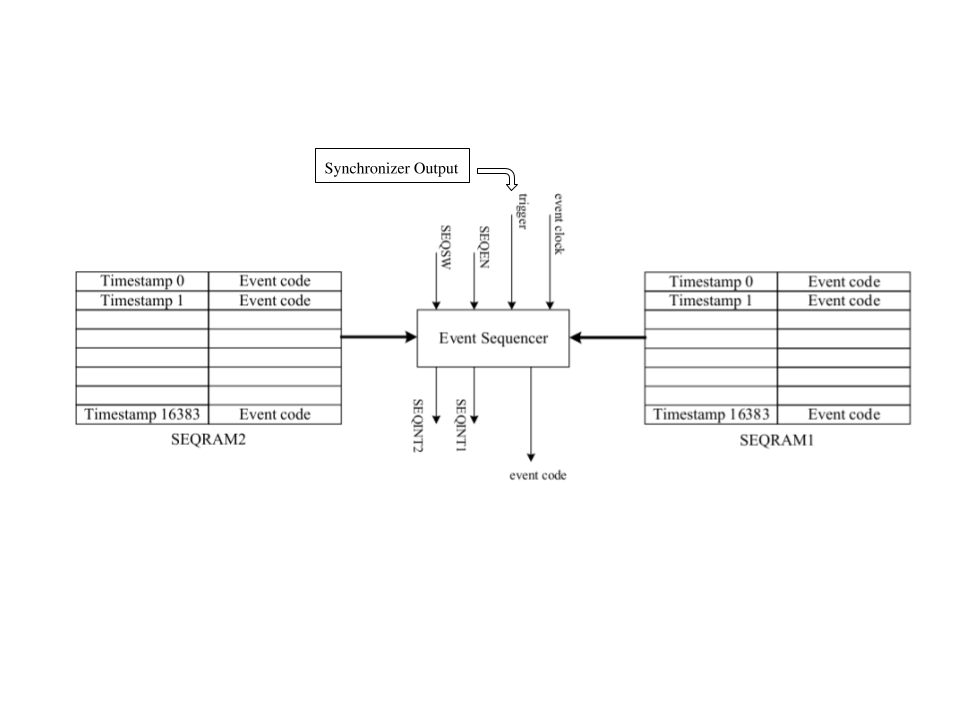 Synchronizer Output
trigger
event clock
SEQSW
SEQEN
Timestamp 0 Event code
Timestamp 1 Event code
Timestamp 16383 Event code
SEQRAM2
Event Sequencer
Timestamp 0 Event code
Timestamp 1 Event code
Timestamp 16383 Event code
SEQRAM1
SEQINT2
SEQINT1
event code